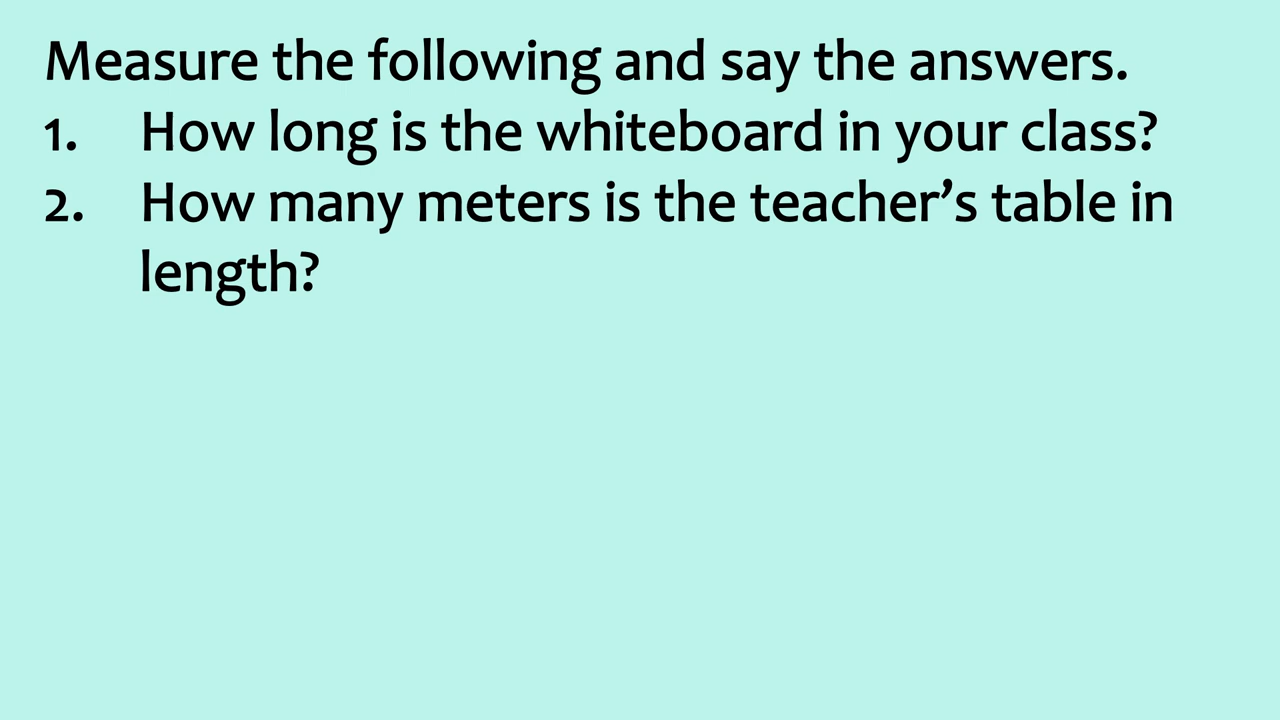 Measure the following and say the answers.
1. How long is the whiteboard in your class?
2. How many meters is the teacher’s table in
length?